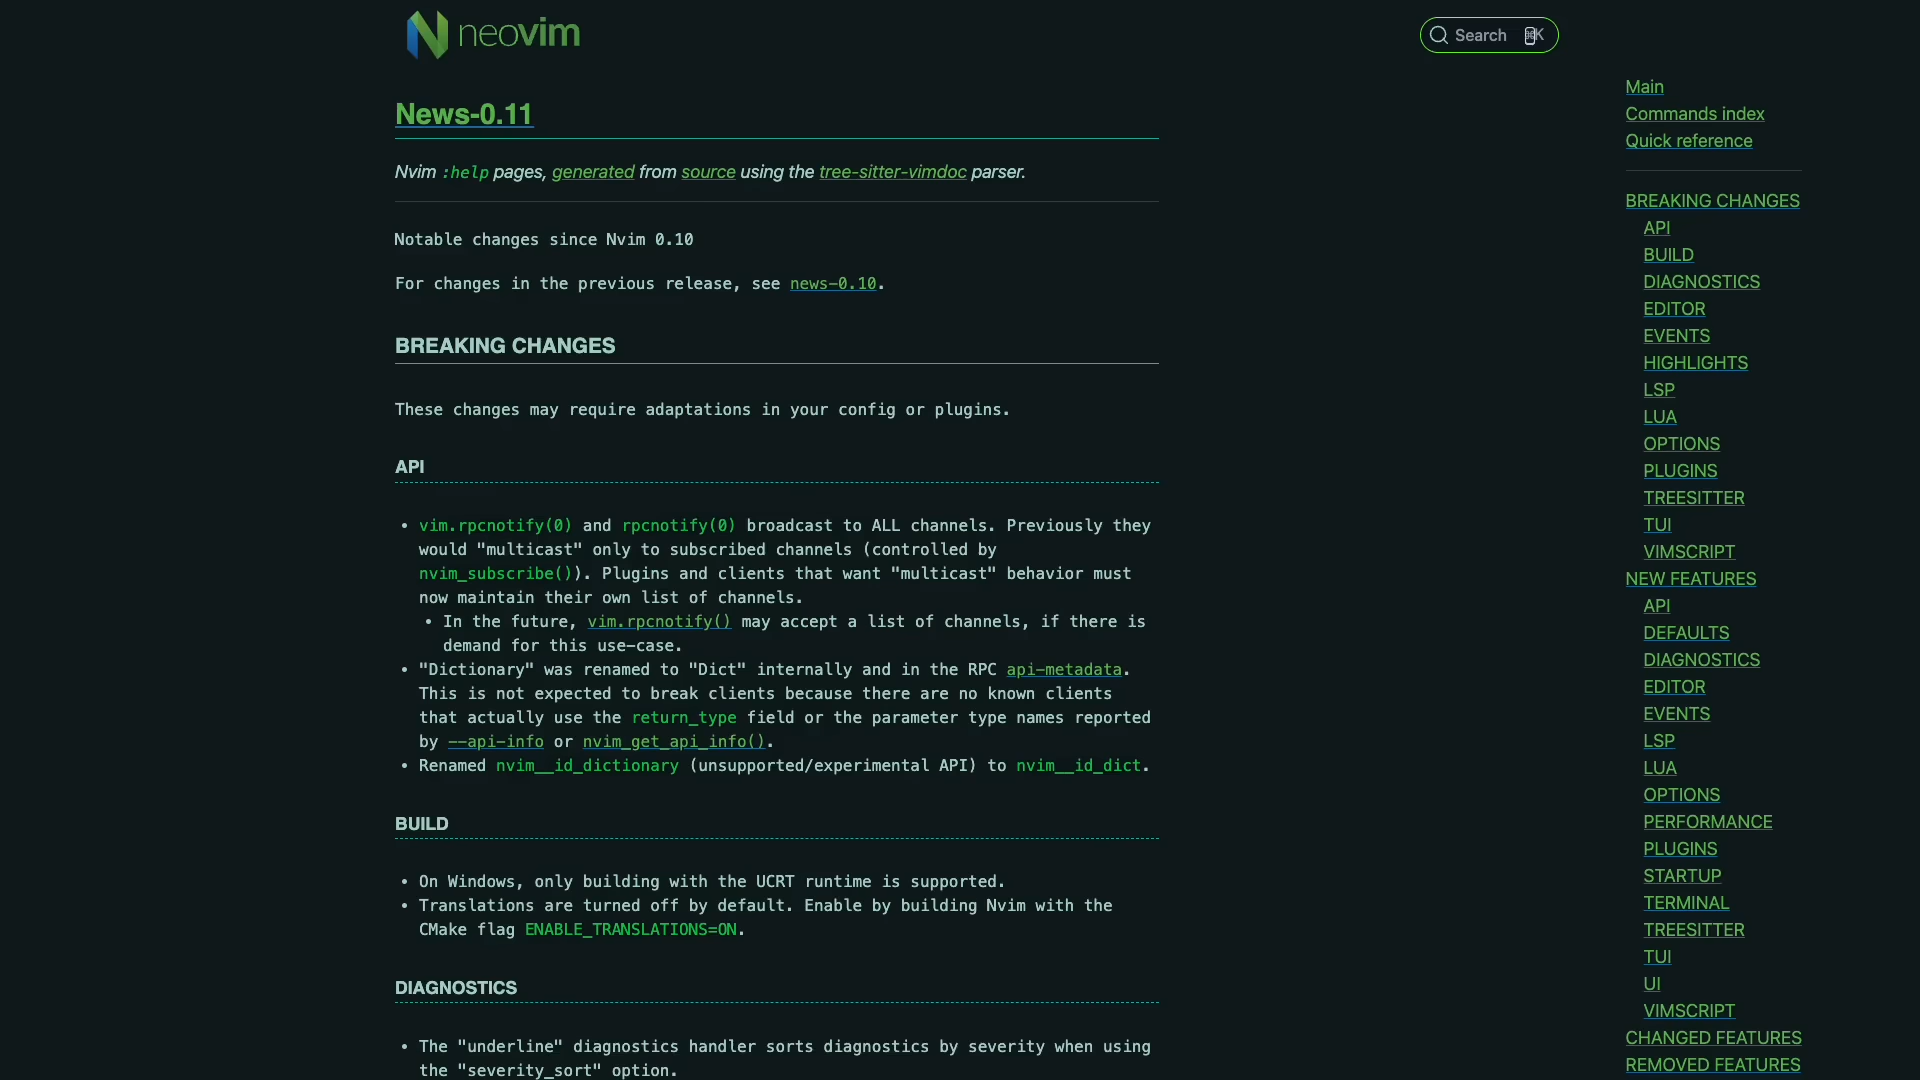 neovim
Search ⌘K
Main
Commands index
Quick reference
BREAKING CHANGES
API
BUILD
DIAGNOSTICS
EDITOR
EVENTS
HIGHLIGHTS
LSP
LUA
OPTIONS
PLUGINS
TREESITTER
TUI
VIMSCRIPT
NEW FEATURES
API
DEFAULTS
DIAGNOSTICS
EDITOR
EVENTS
LSP
LUA
OPTIONS
PERFORMANCE
PLUGINS
STARTUP
TERMINAL
TREESITTER
TUI
UI
VIMSCRIPT
CHANGED FEATURES
REMOVED FEATURES
News-0.11
Nvim :help pages, generated from source using the tree-sitter-vimdoc parser.
Notable changes since Nvim 0.10
For changes in the previous release, see news-0.10.
BREAKING CHANGES
These changes may require adaptations in your config or plugins.
API
• vim.rpcnotify(0) and rpcnotify(0) broadcast to ALL channels. Previously they
would "multicast" only to subscribed channels (controlled by
nvim_subscribe()). Plugins and clients that want "multicast" behavior must
now maintain their own list of channels.
• In the future, vim.rpcnotify() may accept a list of channels, if there is
demand for this use-case.
• "Dictionary" was renamed to "Dict" internally and in the RPC api-metadata.
This is not expected to break clients because there are no known clients
that actually use the return_type field or the parameter type names reported
by --api-info or nvim_get_api_info().
• Renamed nvim__id_dictionary (unsupported/experimental API) to nvim__id_dict.
BUILD
• On Windows, only building with the UCRT runtime is supported.
• Translations are turned off by default. Enable by building Nvim with the
CMake flag ENABLE_TRANSLATIONS=ON.
DIAGNOSTICS
• The "underline" diagnostics handler sorts diagnostics by severity when using
the "severity_sort" option.